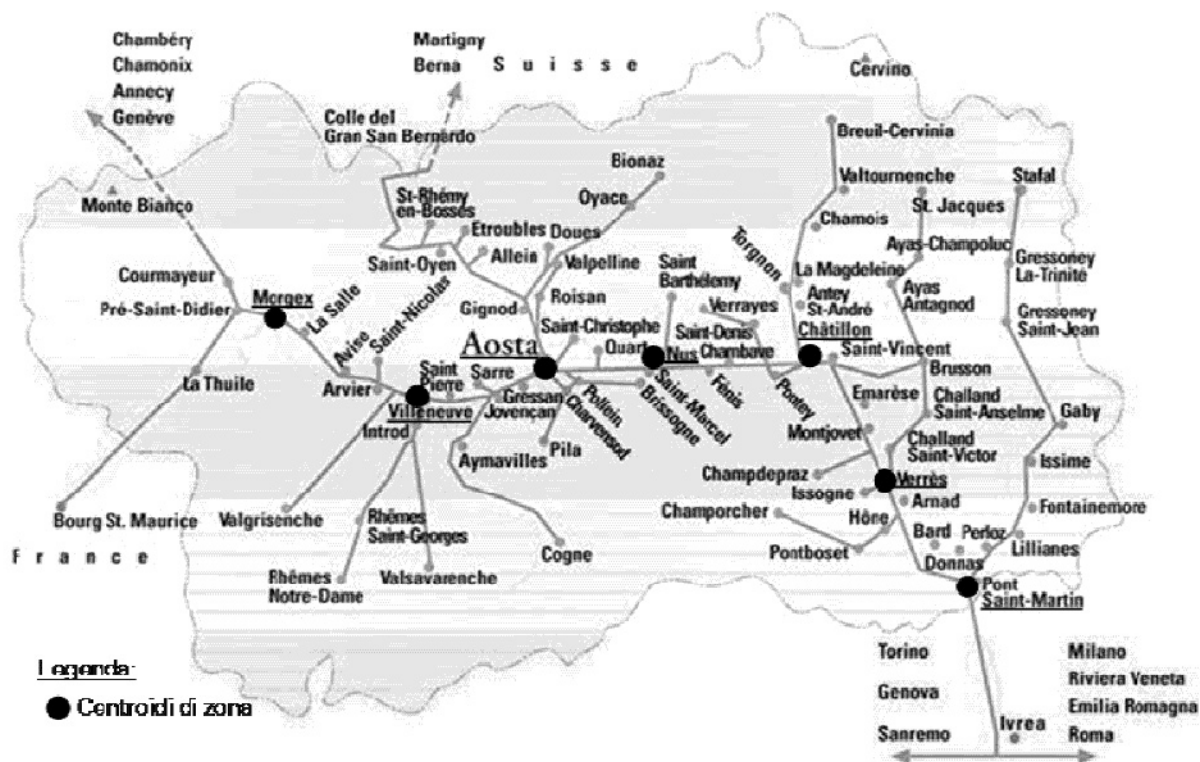 Chambéry
Chamonix
Annecy
Genève
Martigny
Berna
Suisse
Cervino
Colle del
Gran San Bernardo
Breuil-Cervinia
Bionaz
Valtournenche
Stafal
Monte Bianco
St-Rhémy
en-Bosses
Oyace
St. Jacques
Chamois
Etroubles
Doues
Torgnon
Ayas-Champoluc
Saint-Oyen
Allein
Valpelline
Saint
Barthélemy
La Magdeleine
Gressoney
La-Trinité
Courmayeur
Morgex
La Salle
Saint-Nicolas
Roisan
Verrayes
Antey
St-André
Ayas
Antagnod
Pré-Saint-Didier
Gignod
Saint-Christophe
Saint-Denis
Châtillon
Gressoney
Saint-Jean
Avise
Aosta
Quart
Nus
Chambave
Saint-Vincent
La Thuile
Arvier
Saint
Pierre
Sarre
Brusson
Villeneuve
Gressan
Jovençan
Pollein
Charvensod
Brissogne
Saint-Marcel
Fénis
Pontey
Emarèse
Challand
Saint-Anselme
Introd
Pila
Montjovet
Gaby
Aymavilles
Challand
Saint-Victor
Champdepraz
Issime
Issogne
Verrès
Bourg St. Maurice
Valgrisenche
Rhêmes
Saint-Georges
Champorcher
Hône
Arnad
Fontainemore
France
Cogne
Pontboset
Bard
Perloz
Lillianes
Donnas
Rhêmes
Notre-Dame
Valsavarenche
Pont
Saint-Martin
Legenda:
Centroidi di zona
Torino
Genova
Sanremo
Ivrea
Milano
Riviera Veneta
Emilia Romagna
Roma